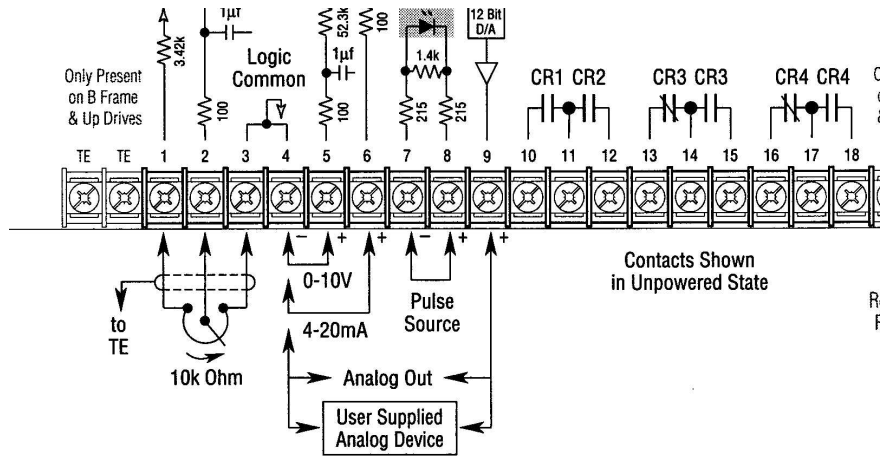 1µf
3.42k
100
Logic
Common
52.3k
1µf
100
100
1.4k
215
215
12 Bit
D/A
Only Present
on B Frame
& Up Drives
CR1 CR2
CR3 CR3
CR4 CR4
TE TE 1 2 3 4 5 6 7 8 9 10 11 12 13 14 15 16 17 18
− + + − + +
0-10V
4-20mA
Pulse
Source
Contacts Shown
in Unpowered State
to
TE
10k Ohm
Analog Out
User Supplied
Analog Device